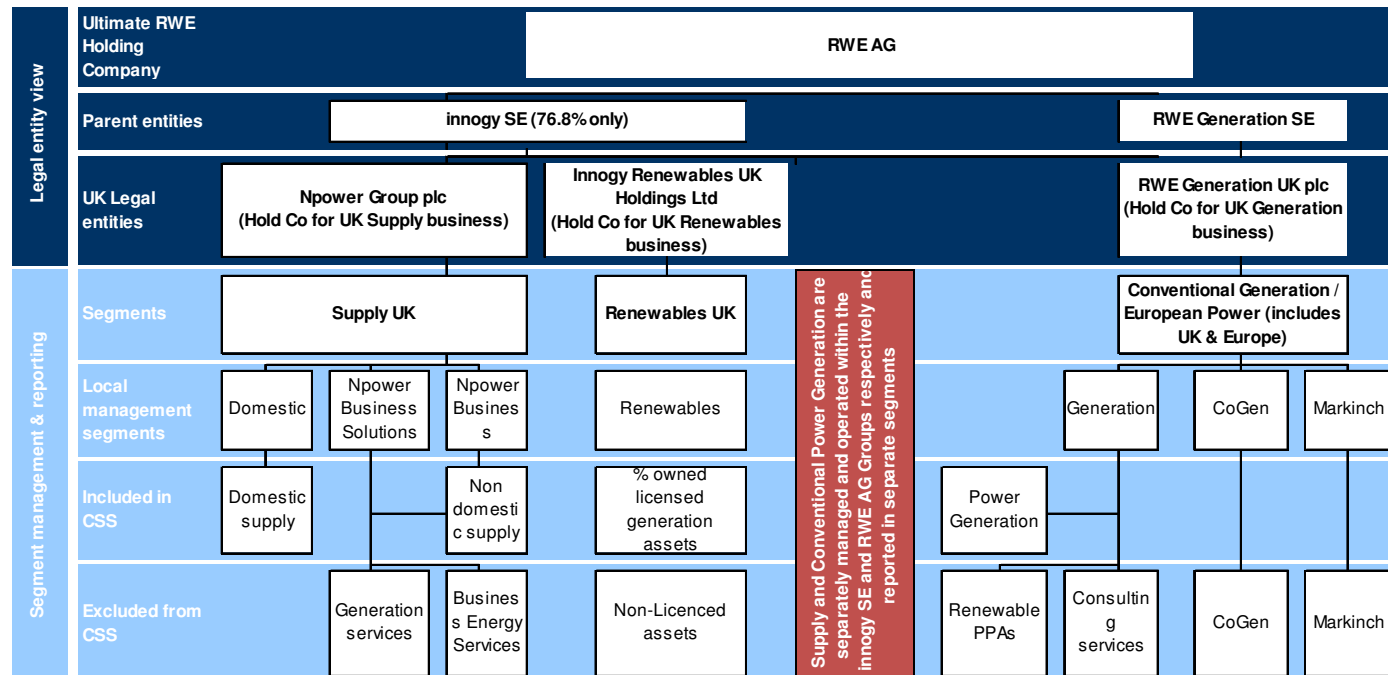 Legal entity view
Ultimate RWE
Holding
Company
RWE AG
Parent entities
innogy SE (76.8% only)
RWE Generation SE
UK Legal
entities
Npower Group plc
(Hold Co for UK Supply business)
Innogy Renewables UK
Holdings Ltd
(Hold Co for UK Renewables
business)
RWE Generation UK plc
(Hold Co for UK Generation
business)
Segment management & reporting
Segments
Supply UK
Renewables UK
Supply and Conventional Power Generation are
separately managed and operated within the
innogy SE and RWE AG Groups respectively and
reported in separate segments
Conventional Generation /
European Power (includes
UK & Europe)
Local
management
segments
Domestic
Npower
Business
Solutions
Npower
Busines
s
Renewables
Generation
CoGen
Markinch
Included in
CSS
Domestic
supply
Non
domesti
c supply
% owned
licensed
generation
assets
Power
Generation
Excluded from
CSS
Generation
services
Busines
s Energy
Services
Non-Licenced
assets
Renewable
PPAs
Consultin
g
services
CoGen
Markinch